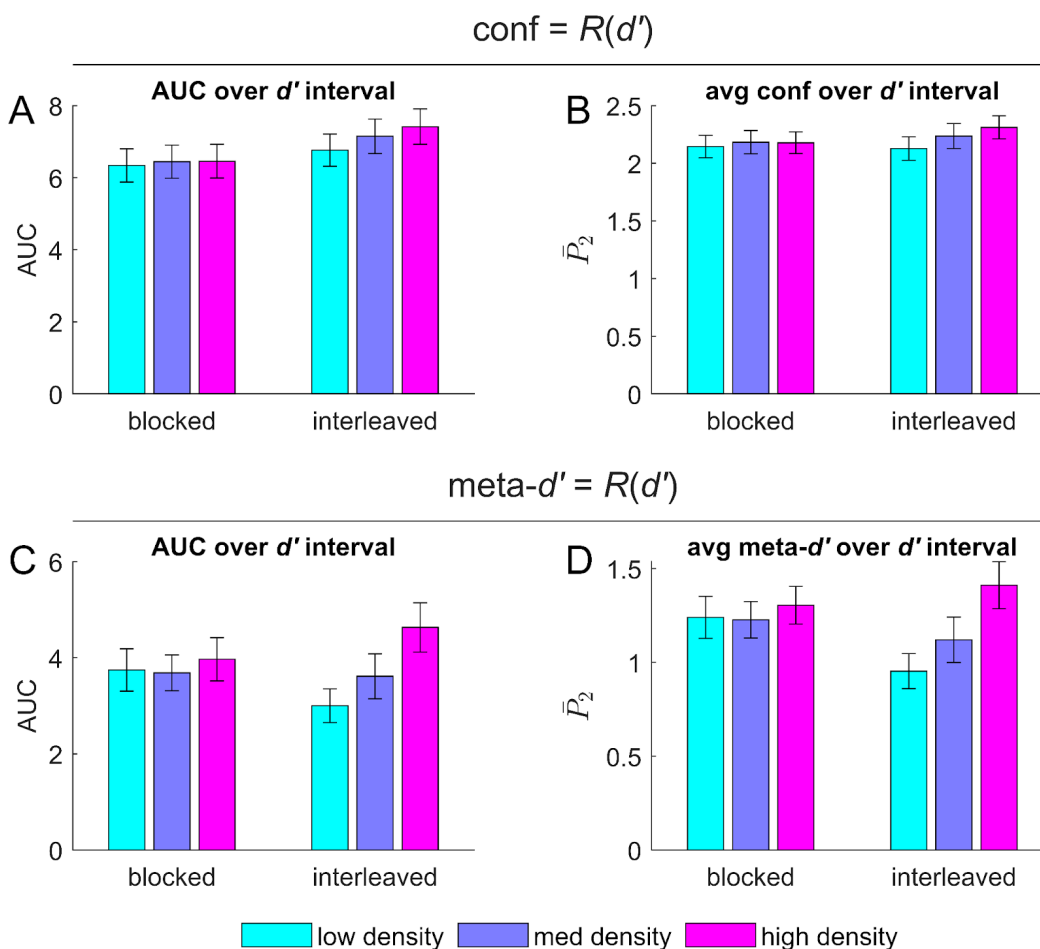 conf = R(d')
A
AUC over d' interval
8
6
4
2
0
AUC
blocked
interleaved
B
avg conf over d' interval
2.5
2
1.5
1
0.5
0
P̄₂
blocked
interleaved
meta-d' = R(d')
C
AUC over d' interval
6
4
2
0
AUC
blocked
interleaved
D
avg meta-d' over d' interval
1.5
1
0.5
0
P̄₂
blocked
interleaved
low density
med density
high density